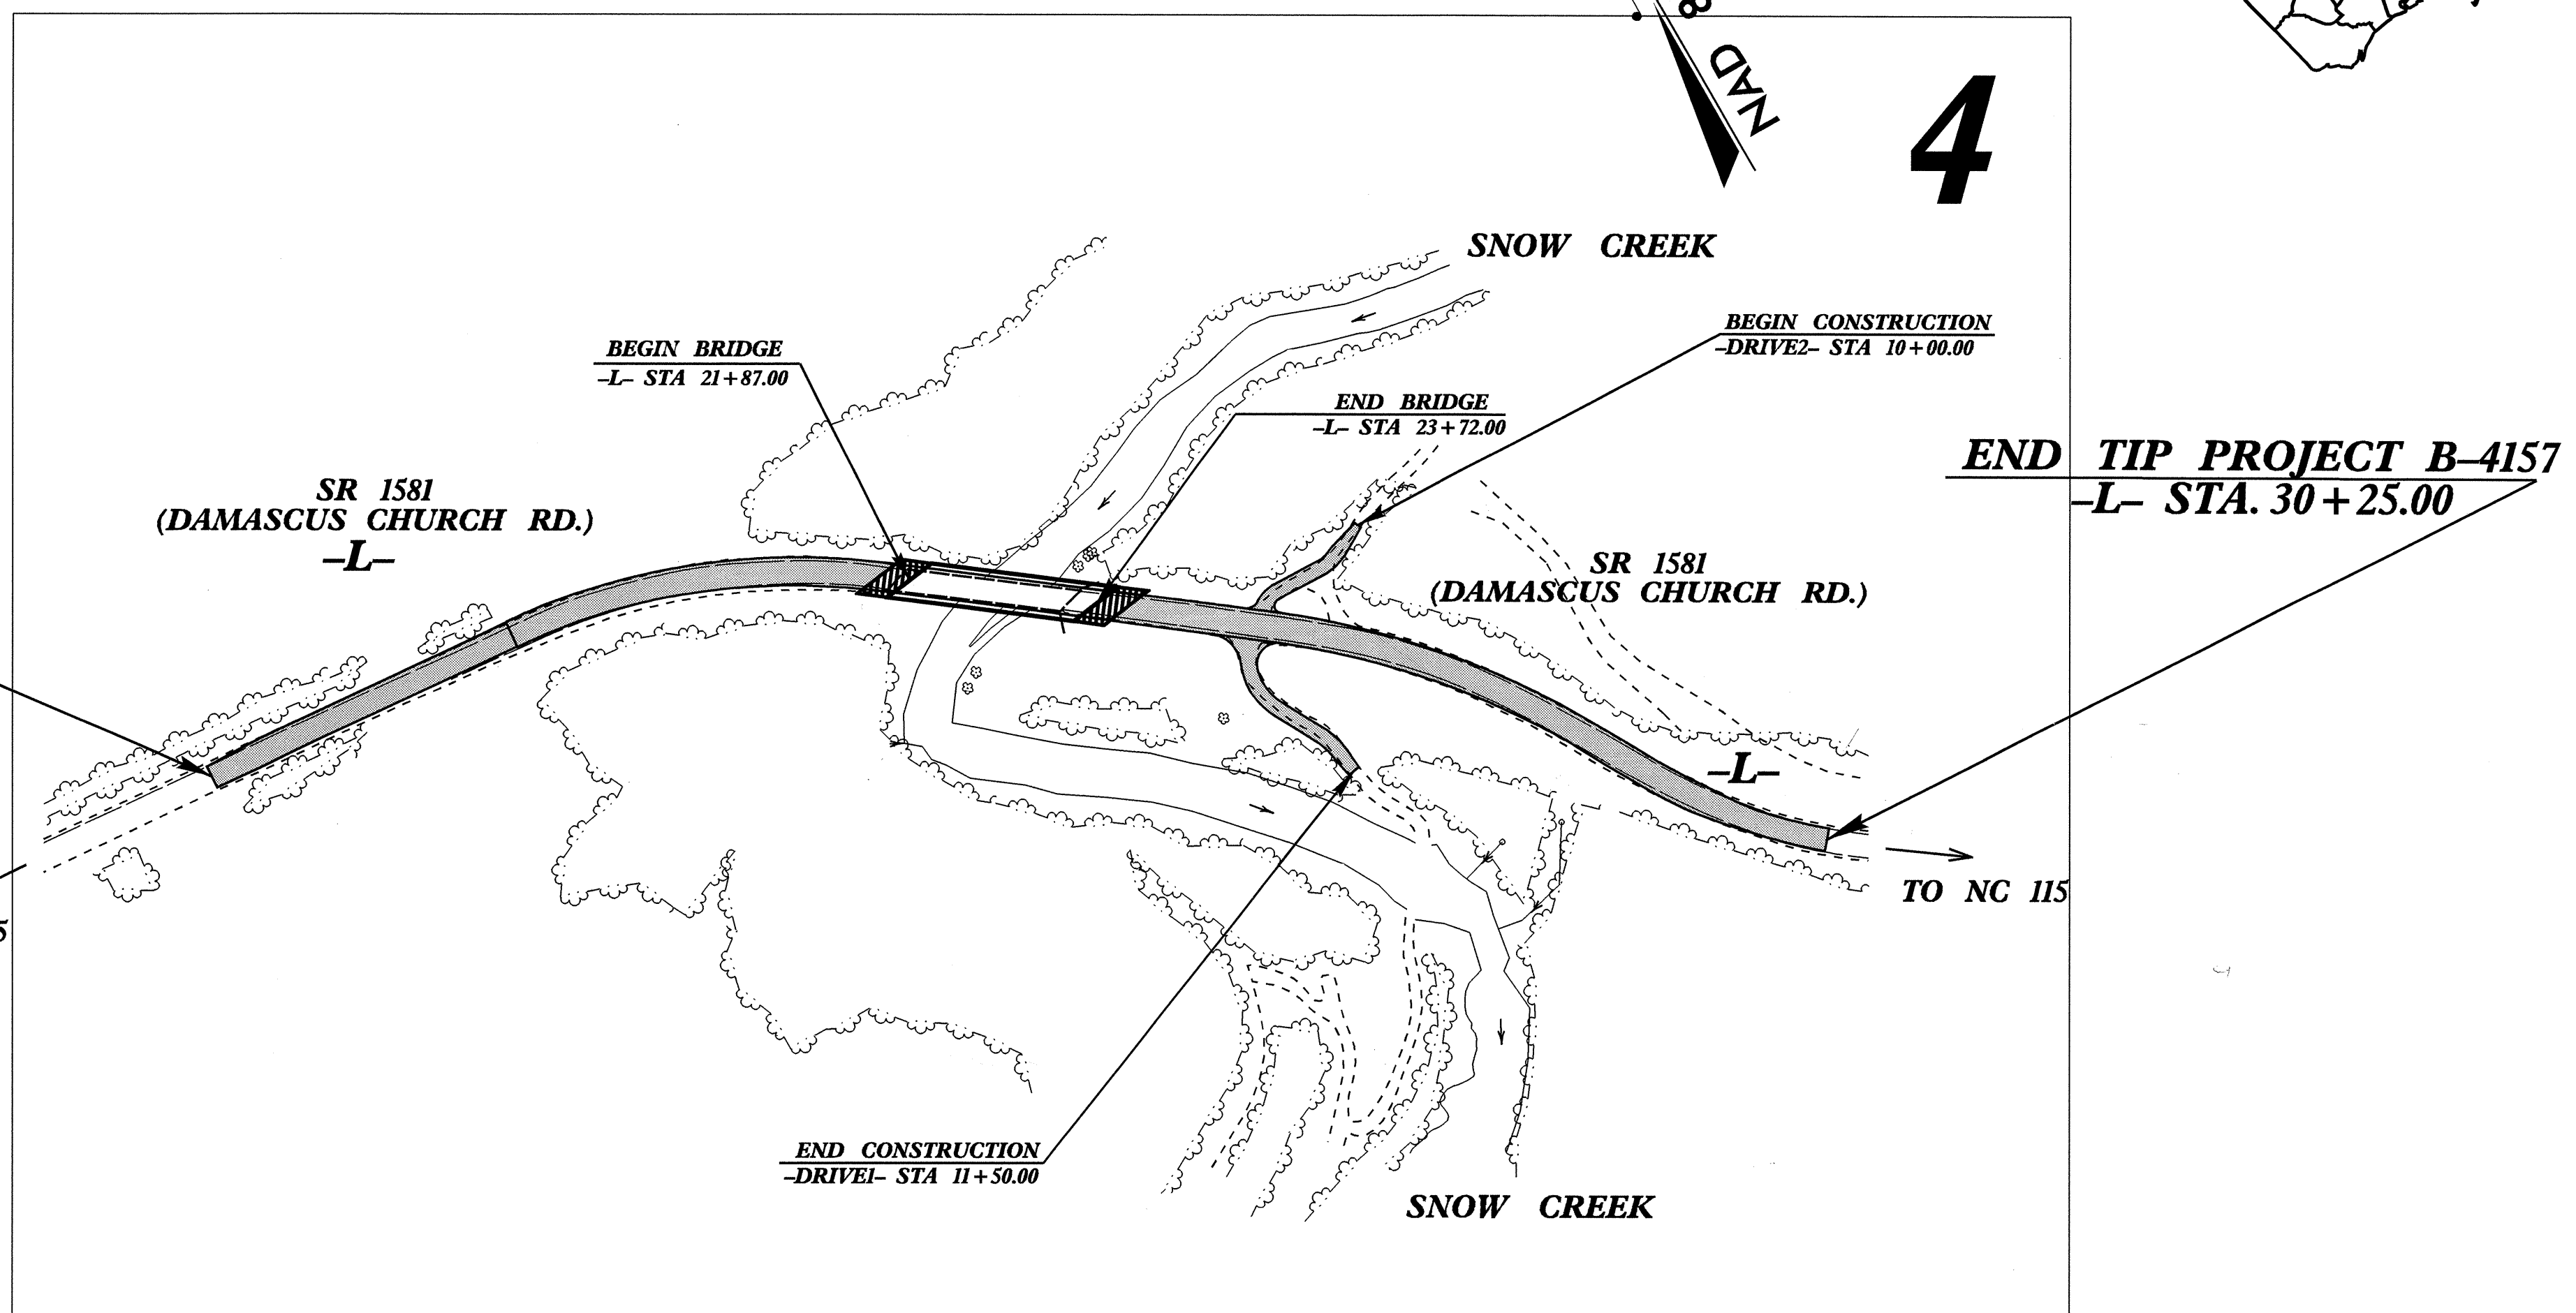 NAD
4
SNOW CREEK
BEGIN CONSTRUCTION
–DRIVE2– STA 10+00.00
BEGIN BRIDGE
–L– STA 21+87.00
END BRIDGE
–L– STA 23+72.00
END TIP PROJECT B–4157
–L– STA. 30+25.00
SR 1581
(DAMASCUS CHURCH RD.)
–L–
SR 1581
(DAMASCUS CHURCH RD.)
–L–
TO NC 115
5
END CONSTRUCTION
–DRIVE1– STA 11+50.00
SNOW CREEK